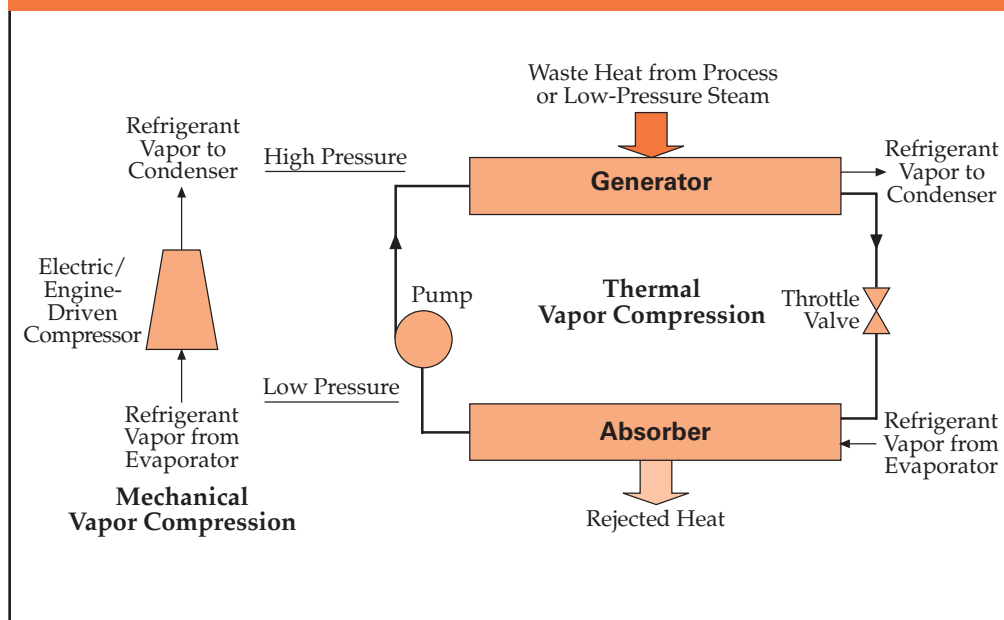 Waste Heat from Process
or Low-Pressure Steam
Refrigerant
Vapor to
Condenser
High Pressure
Generator
Refrigerant
Vapor to
Condenser
Electric/
Engine-
Driven
Compressor
Pump
Thermal
Vapor Compression
Throttle
Valve
Low Pressure
Refrigerant
Vapor from
Evaporator
Absorber
Refrigerant
Vapor from
Evaporator
Mechanical
Vapor Compression
Rejected Heat